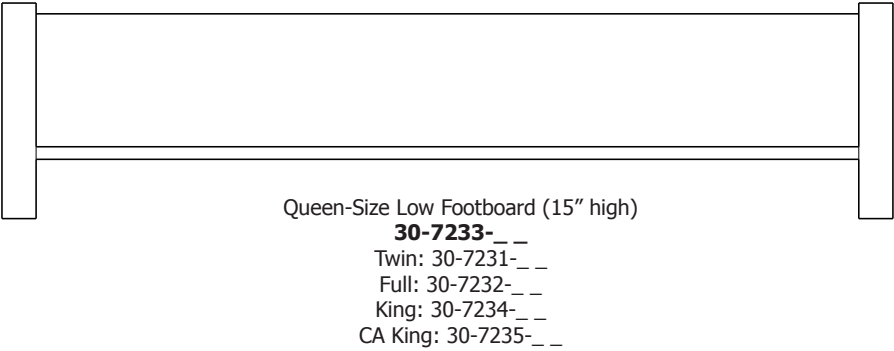 Queen-Size Low Footboard (15” high)
30-7233-_ _
Twin: 30-7231-_ _
Full: 30-7232-_ _
King: 30-7234-_ _
CA King: 30-7235-_ _